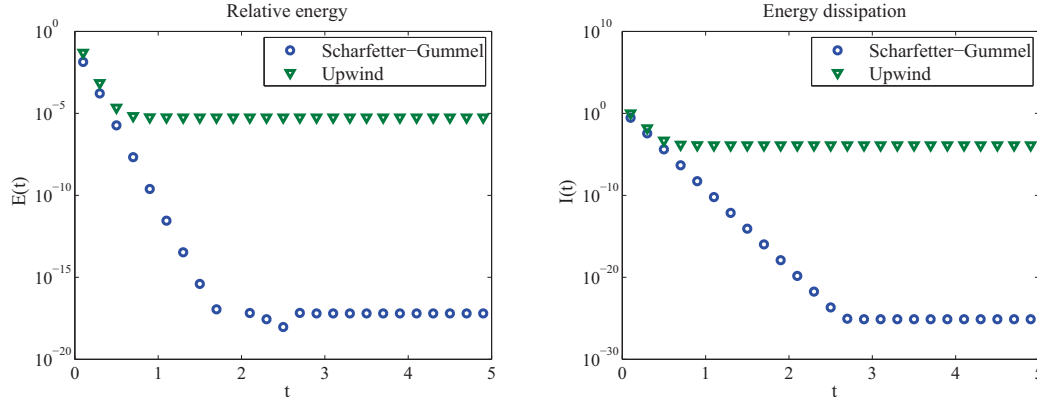 Relative energy
10^0
10^−5
10^−10
10^−15
10^−20
E(t)
0 1 2 3 4 5
t
Scharfetter−Gummel
Upwind
Energy dissipation
10^10
10^0
10^−10
10^−20
10^−30
I(t)
0 1 2 3 4 5
t
Scharfetter−Gummel
Upwind